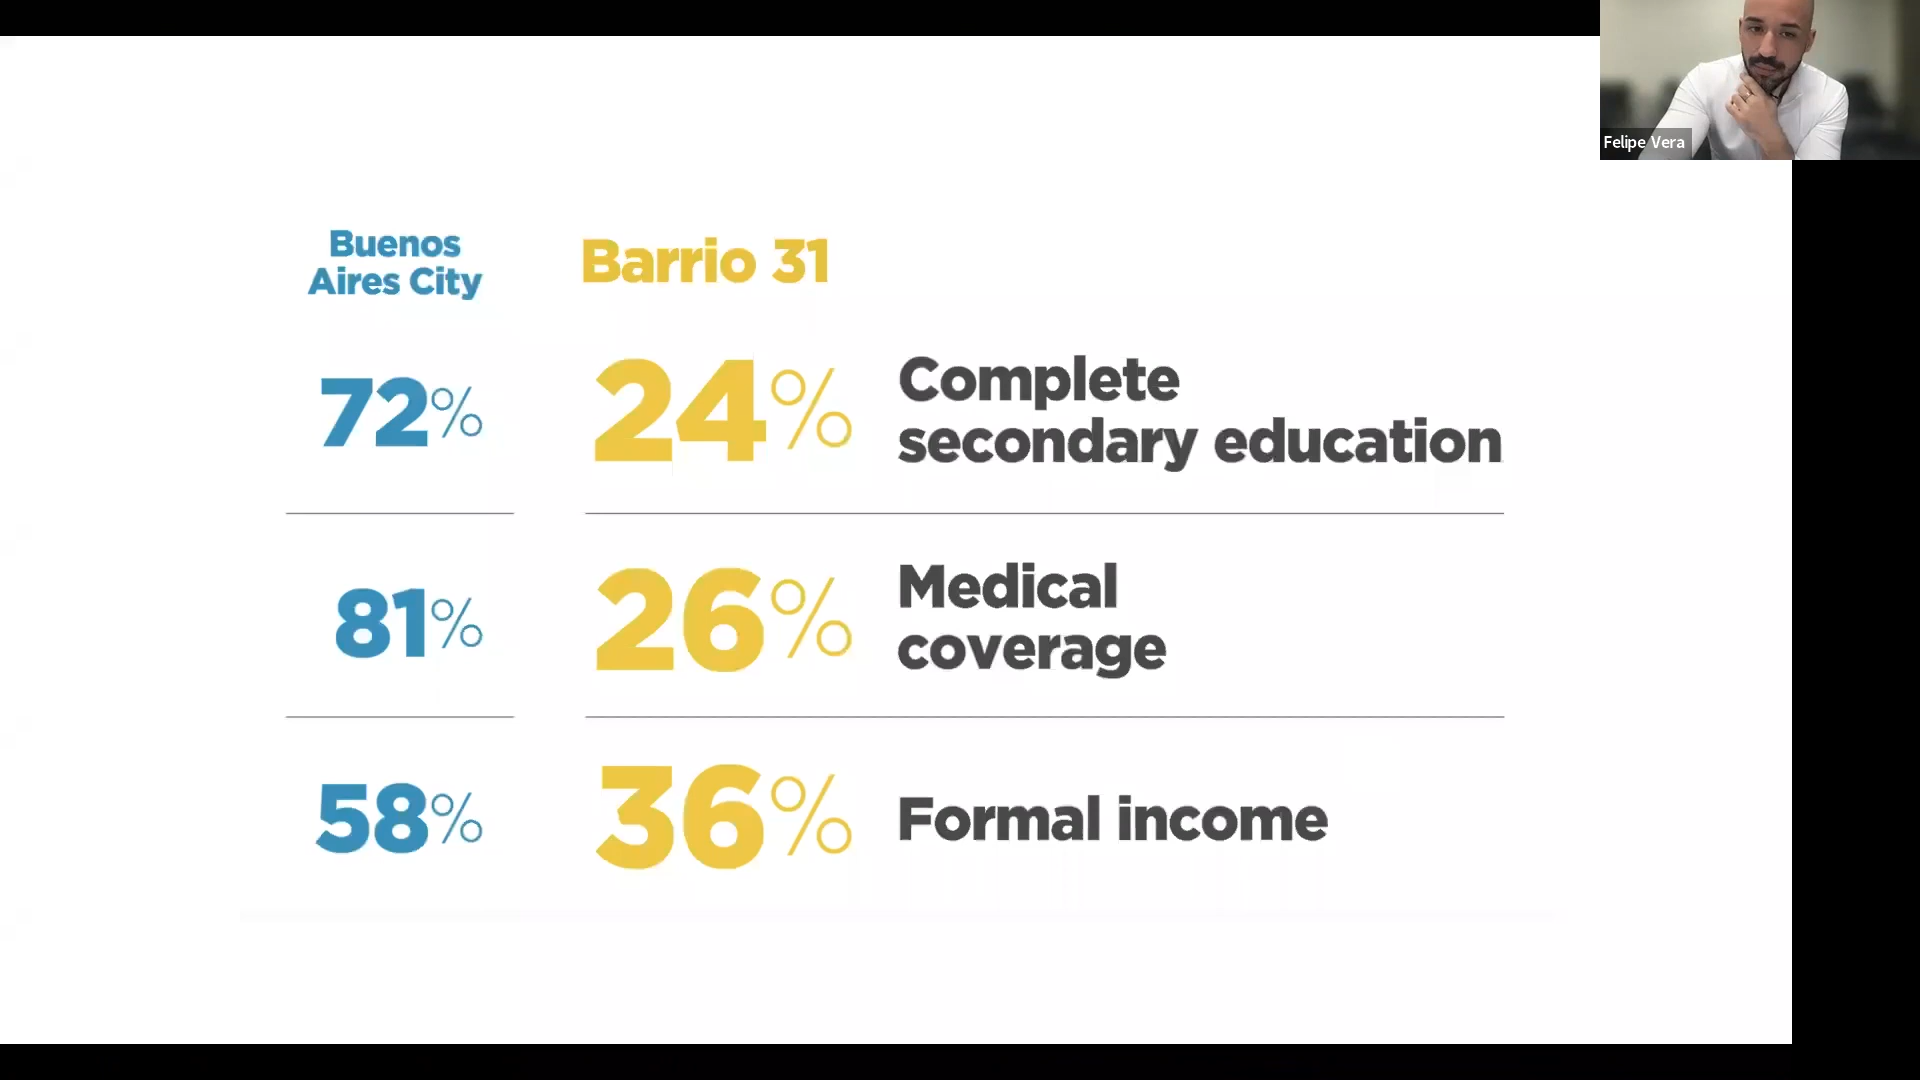 Felipe Vera
Buenos
Aires City
Barrio 31
72%
24%
Complete
secondary education
81%
26%
Medical
coverage
58%
36%
Formal income